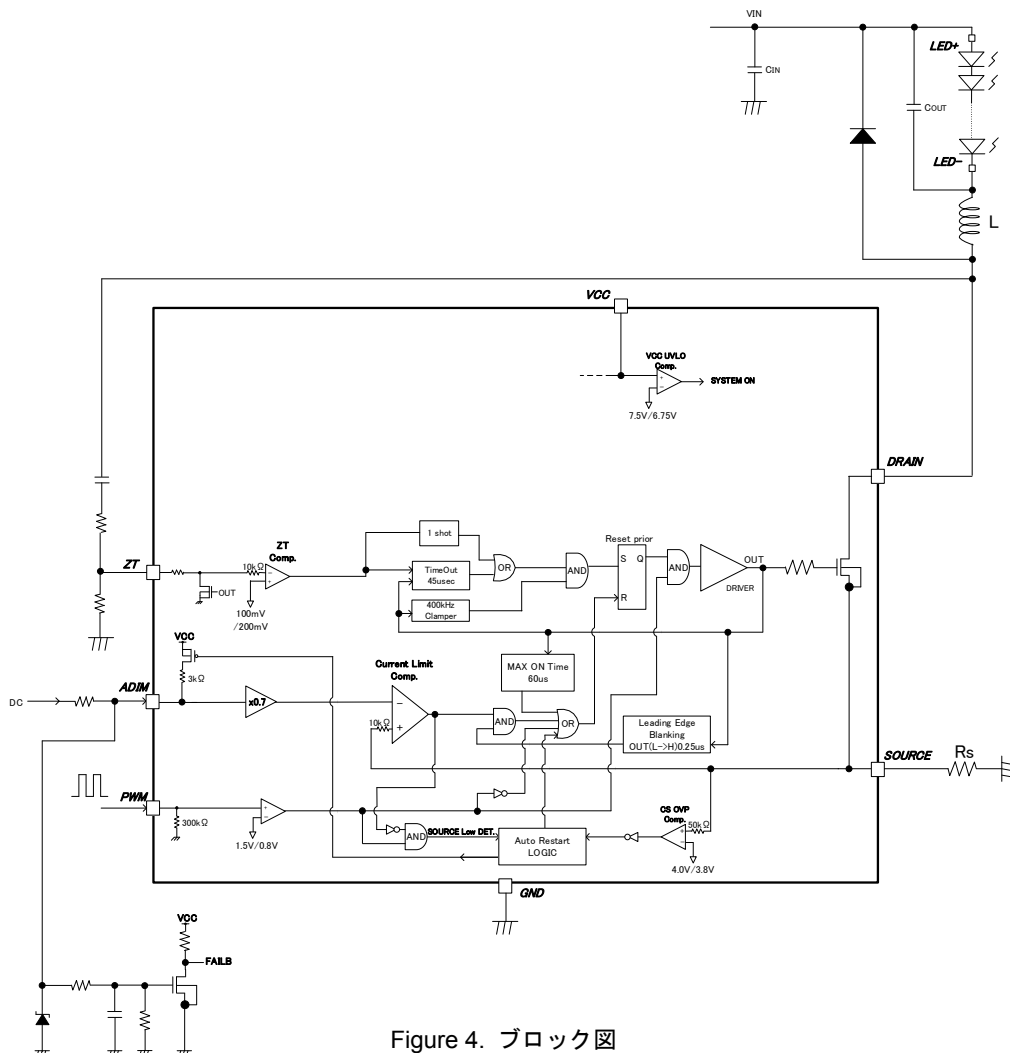 VIN
LED+
CIN
COUT
LED-
L
VCC
VCC UVLO
Comp.
SYSTEM ON
7.5V/6.75V
DRAIN
1 shot
Reset prior
ZT
Comp.
ZT
10kΩ
OUT
TimeOut
45usec
OR
AND
S Q
R
AND
OUT
DRIVER
400kHz
Clamper
100mV
/200mV
VCC
3kΩ
MAX ON Time
60us
Current Limit
Comp.
ADIM
DC
x0.7
10kΩ
AND
OR
Leading Edge
Blanking
OUT(L->H)0.25us
SOURCE
Rs
PWM
300kΩ
1.5V/0.8V
AND
SOURCE Low DET.
Auto Restart
LOGIC
CS OVP
Comp.
50kΩ
4.0V/3.8V
GND
VCC
FAILB
Figure 4. ブロック図